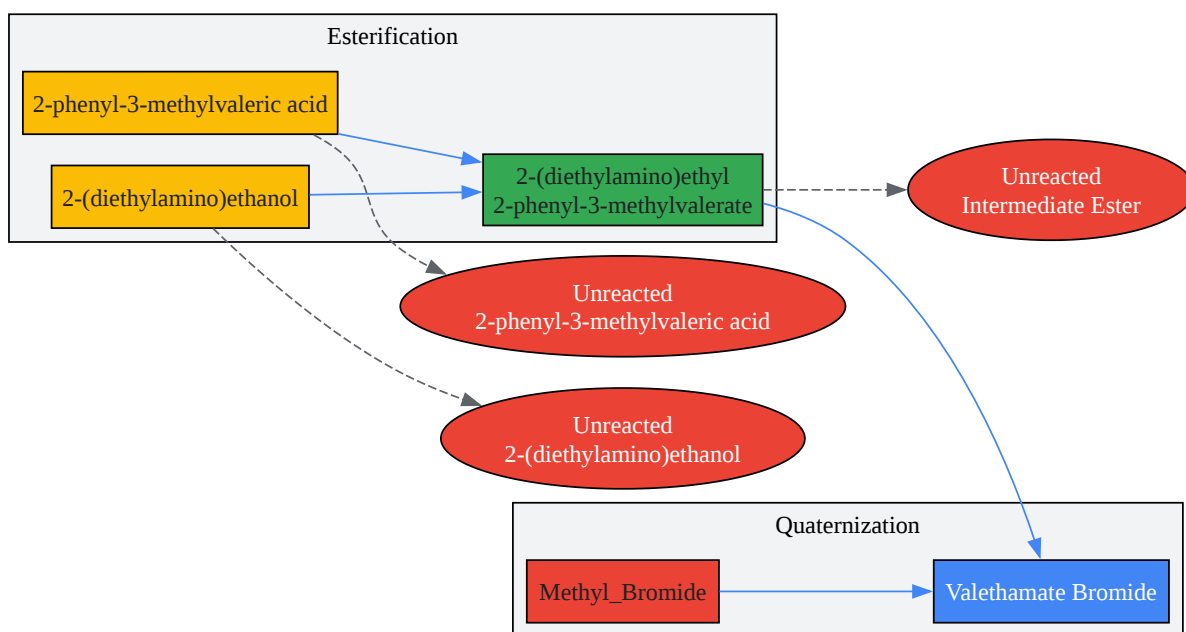 Esterification
2-phenyl-3-methylvaleric acid
2-(diethylamino)ethanol
2-(diethylamino)ethyl
2-phenyl-3-methylvalerate
Unreacted
Intermediate Ester
Unreacted
2-phenyl-3-methylvaleric acid
Unreacted
2-(diethylamino)ethanol
Quaternization
Methyl_Bromide
Valethamate Bromide